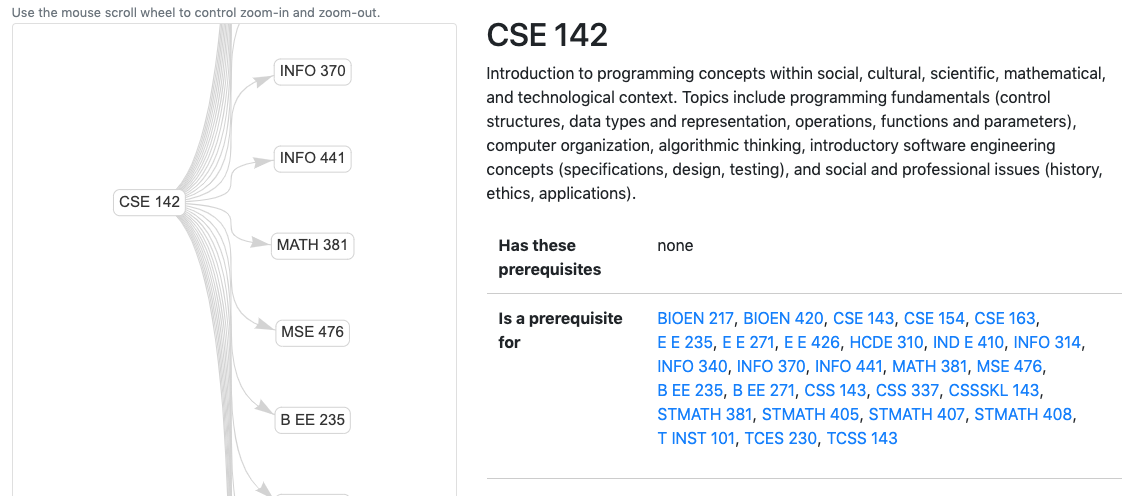 Use the mouse scroll wheel to control zoom-in and zoom-out.
INFO 370
INFO 441
CSE 142
MATH 381
MSE 476
B EE 235
CSE 142
Introduction to programming concepts within social, cultural, scientific, mathematical,
and technological context. Topics include programming fundamentals (control
structures, data types and representation, operations, functions and parameters),
computer organization, algorithmic thinking, introductory software engineering
concepts (specifications, design, testing), and social and professional issues (history,
ethics, applications).
Has these
prerequisites
none
Is a prerequisite
for
BIOEN 217, BIOEN 420, CSE 143, CSE 154, CSE 163,
E E 235, E E 271, E E 426, HCDE 310, IND E 410, INFO 314,
INFO 340, INFO 370, INFO 441, MATH 381, MSE 476,
B EE 235, B EE 271, CSS 143, CSS 337, CSSSKL 143,
STMATH 381, STMATH 405, STMATH 407, STMATH 408,
T INST 101, TCES 230, TCSS 143